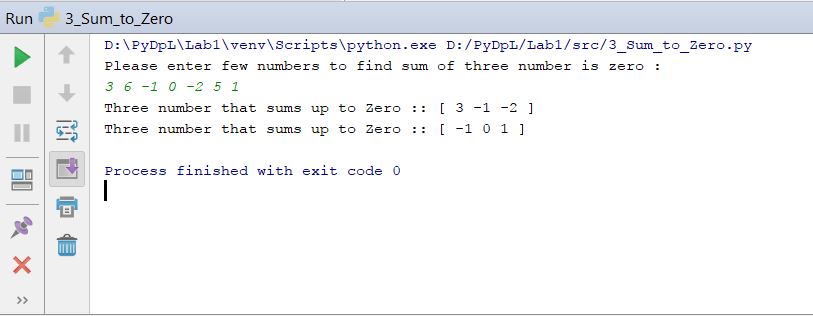 Run 3_Sum_to_Zero
D:\PyDpL\Lab1\venv\Scripts\python.exe D:/PyDpL/Lab1/src/3_Sum_to_Zero.py
Please enter few numbers to find sum of three number is zero :
3 6 -1 0 -2 5 1
Three number that sums up to Zero :: [ 3 -1 -2 ]
Three number that sums up to Zero :: [ -1 0 1 ]
Process finished with exit code 0